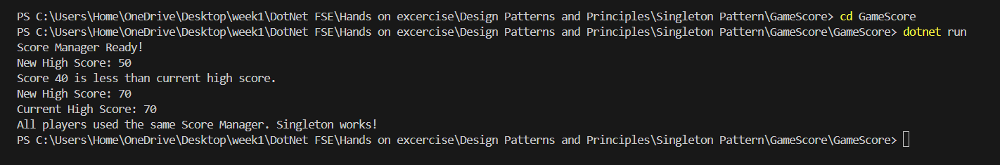 PS C:\Users\Home\OneDrive\Desktop\week1\DotNet FSE\Hands on excercise\Design Patterns and Principles\Singleton Pattern\GameScore> cd GameScore
PS C:\Users\Home\OneDrive\Desktop\week1\DotNet FSE\Hands on excercise\Design Patterns and Principles\Singleton Pattern\GameScore\GameScore> dotnet run
Score Manager Ready!
New High Score: 50
Score 40 is less than current high score.
New High Score: 70
Current High Score: 70
All players used the same Score Manager. Singleton works!
PS C:\Users\Home\OneDrive\Desktop\week1\DotNet FSE\Hands on excercise\Design Patterns and Principles\Singleton Pattern\GameScore\GameScore>